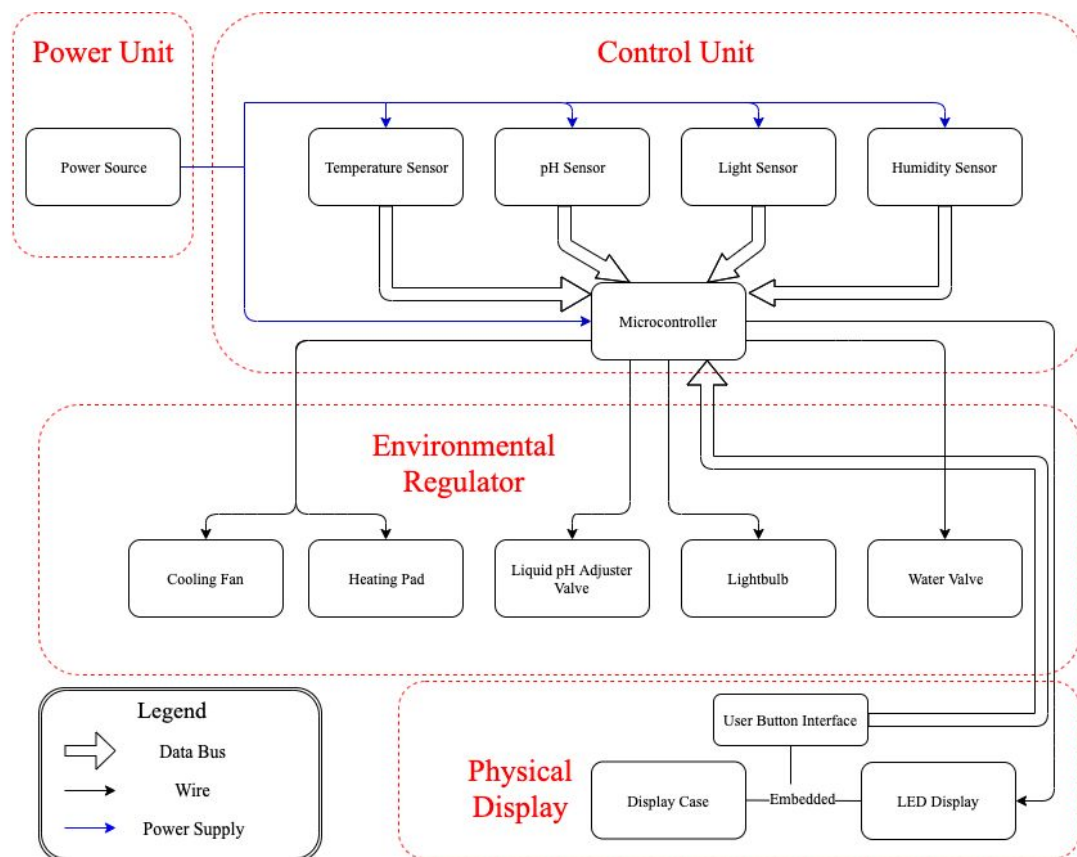 Power Unit
Control Unit
Power Source
Temperature Sensor
pH Sensor
Light Sensor
Humidity Sensor
Microcontroller
Environmental
Regulator
Cooling Fan
Heating Pad
Liquid pH Adjuster
Valve
Lightbulb
Water Valve
Legend
Data Bus
Wire
Power Supply
Physical
Display
User Button Interface
Display Case
Embedded
LED Display